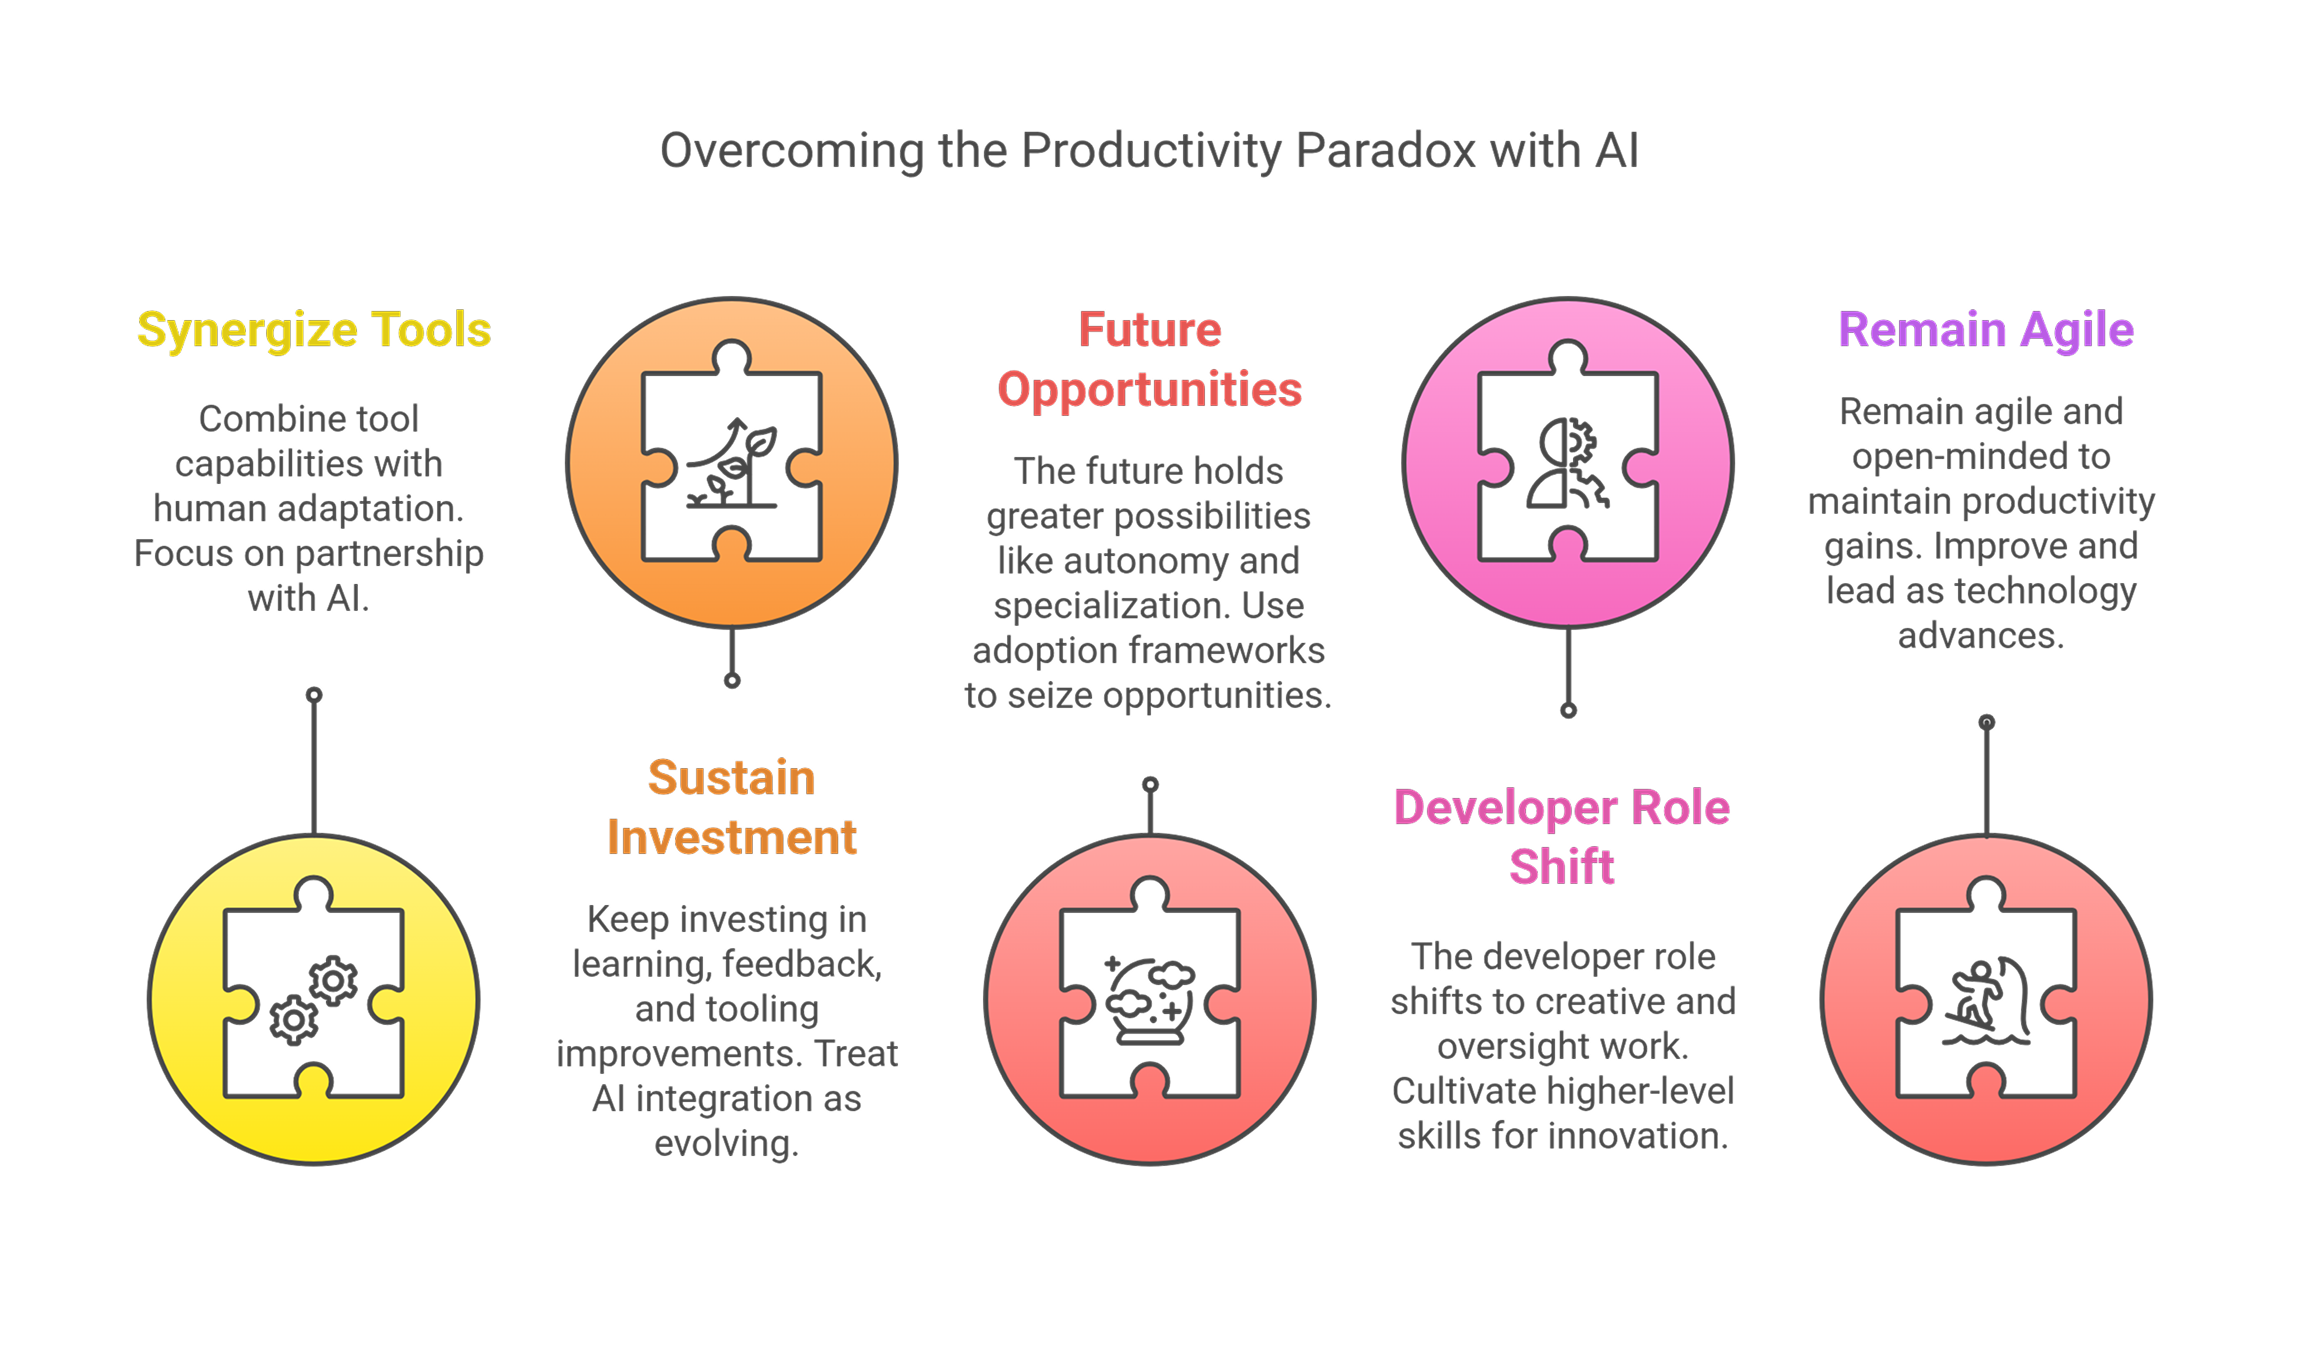 Overcoming the Productivity Paradox with AI
Synergize Tools
Combine tool
capabilities with
human adaptation.
Focus on partnership
with AI.
Sustain
Investment
Keep investing in
learning, feedback,
and tooling
improvements. Treat
AI integration as
evolving.
Future
Opportunities
The future holds
greater possibilities
like autonomy and
specialization. Use
adoption frameworks
to seize opportunities.
Developer Role
Shift
The developer role
shifts to creative and
oversight work.
Cultivate higher-level
skills for innovation.
Remain Agile
Remain agile and
open-minded to
maintain productivity
gains. Improve and
lead as technology
advances.